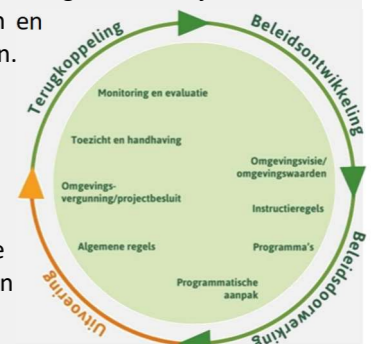 n en
n.
Terugkoppeling
Beleidsontwikkeling
Monitoring en evaluatie
Toezicht en handhaving
Omgevingsvisie/
omgevingswaarden
Omgevings-
vergunning/projectbesluit
Instructieregels
Algemene regels
Programma's
Programmatische
aanpak
e
n
Uitvoering
Beleidsdoorwerking